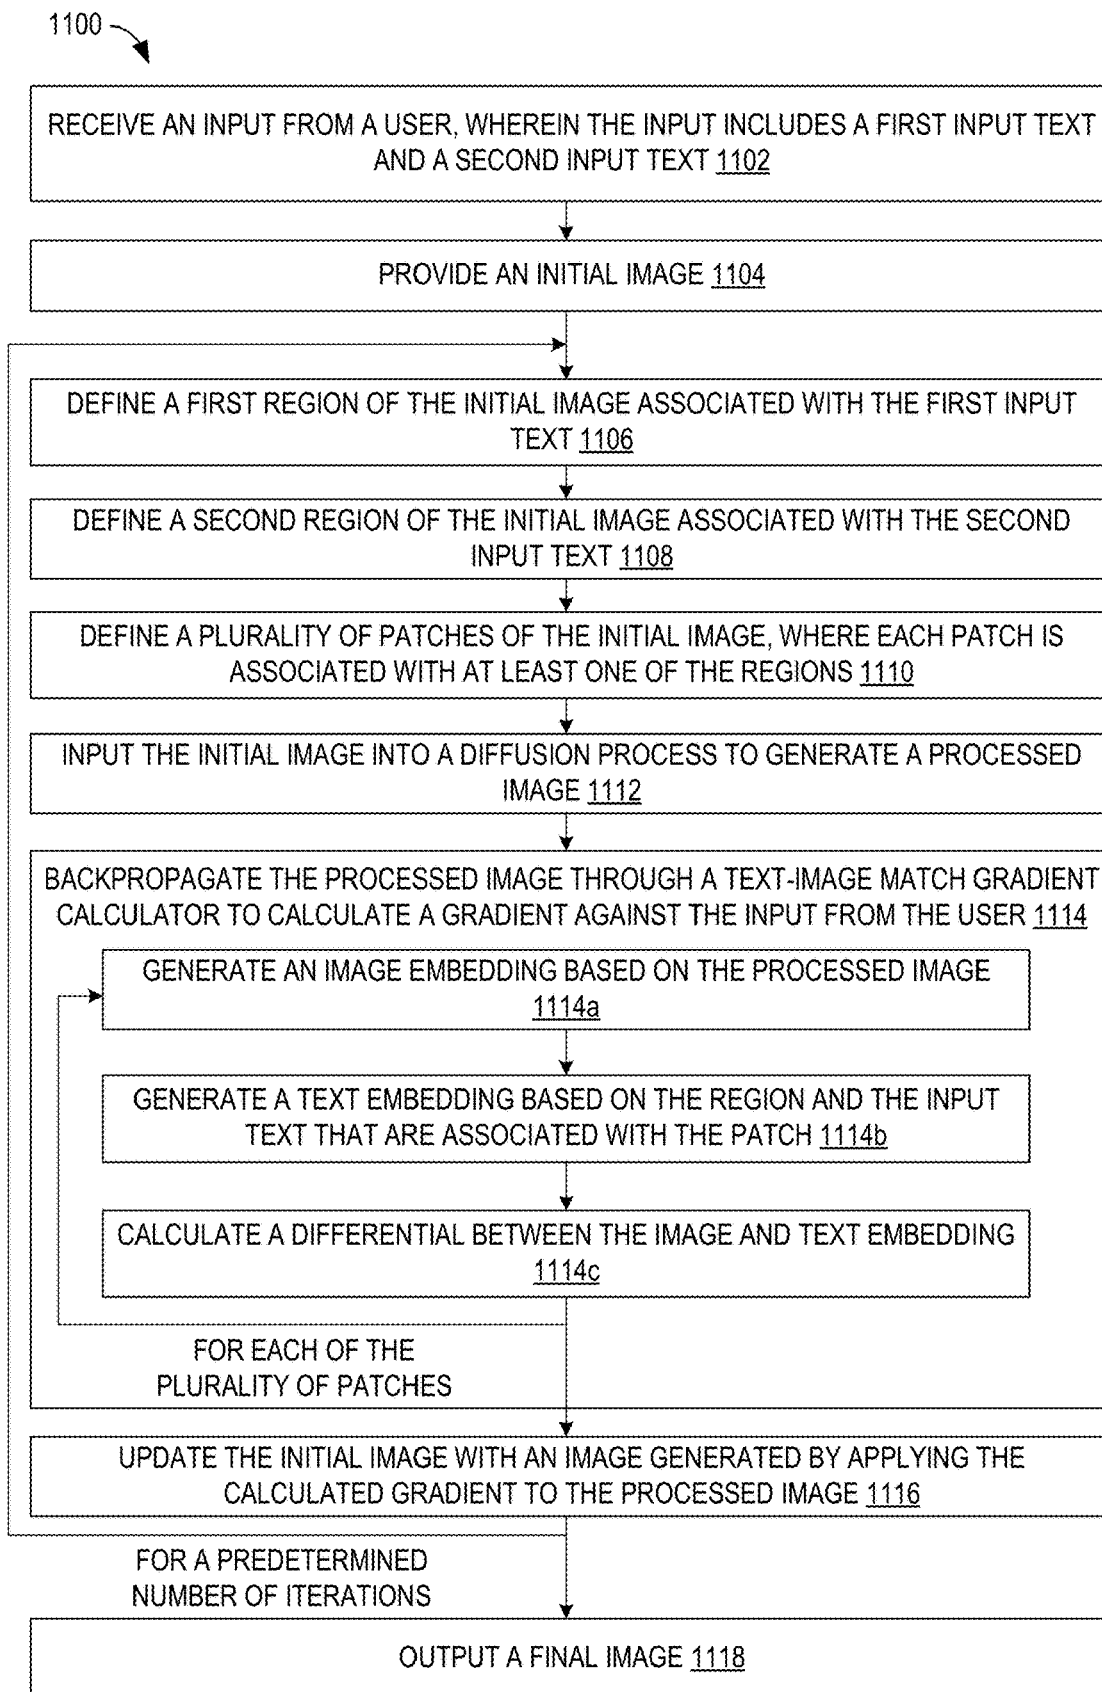 1100
RECEIVE AN INPUT FROM A USER, WHEREIN THE INPUT INCLUDES A FIRST INPUT TEXT
AND A SECOND INPUT TEXT 1102
PROVIDE AN INITIAL IMAGE 1104
DEFINE A FIRST REGION OF THE INITIAL IMAGE ASSOCIATED WITH THE FIRST INPUT
TEXT 1106
DEFINE A SECOND REGION OF THE INITIAL IMAGE ASSOCIATED WITH THE SECOND
INPUT TEXT 1108
DEFINE A PLURALITY OF PATCHES OF THE INITIAL IMAGE, WHERE EACH PATCH IS
ASSOCIATED WITH AT LEAST ONE OF THE REGIONS 1110
INPUT THE INITIAL IMAGE INTO A DIFFUSION PROCESS TO GENERATE A PROCESSED
IMAGE 1112
BACKPROPAGATE THE PROCESSED IMAGE THROUGH A TEXT-IMAGE MATCH GRADIENT
CALCULATOR TO CALCULATE A GRADIENT AGAINST THE INPUT FROM THE USER 1114
GENERATE AN IMAGE EMBEDDING BASED ON THE PROCESSED IMAGE
1114a
GENERATE A TEXT EMBEDDING BASED ON THE REGION AND THE INPUT
TEXT THAT ARE ASSOCIATED WITH THE PATCH 1114b
CALCULATE A DIFFERENTIAL BETWEEN THE IMAGE AND TEXT EMBEDDING
1114c
FOR EACH OF THE
PLURALITY OF PATCHES
UPDATE THE INITIAL IMAGE WITH AN IMAGE GENERATED BY APPLYING THE
CALCULATED GRADIENT TO THE PROCESSED IMAGE 1116
FOR A PREDETERMINED
NUMBER OF ITERATIONS
OUTPUT A FINAL IMAGE 1118